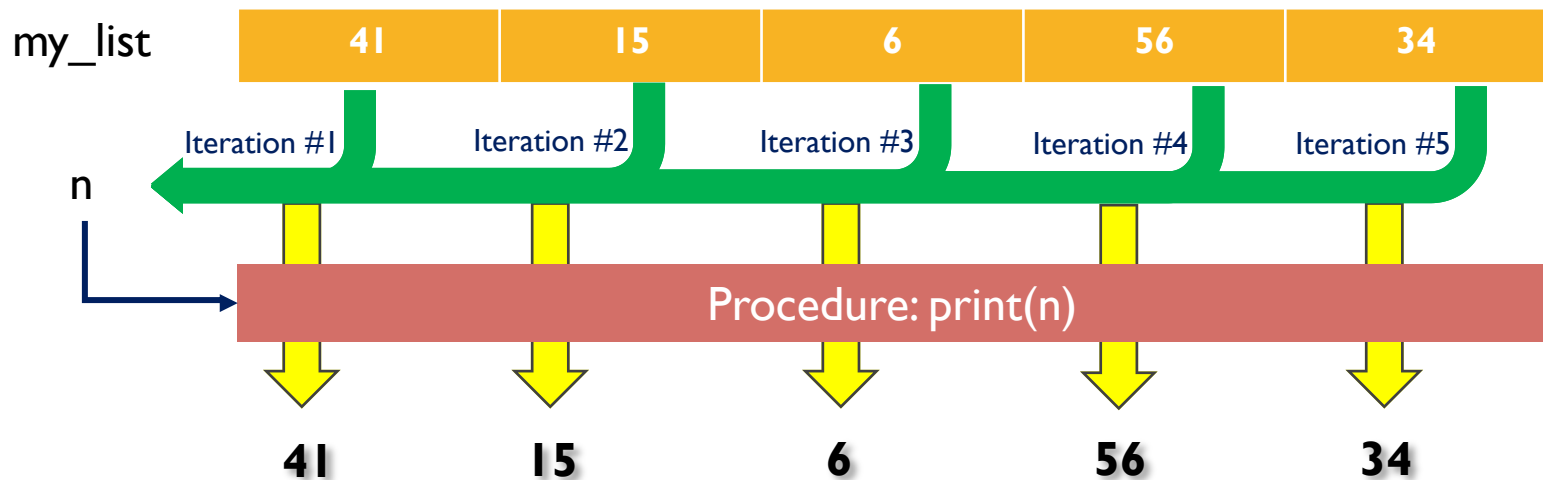 my_list 41 15 6 56 34
Iteration #1 Iteration #2 Iteration #3 Iteration #4 Iteration #5
n
Procedure: print(n)
41 15 6 56 34